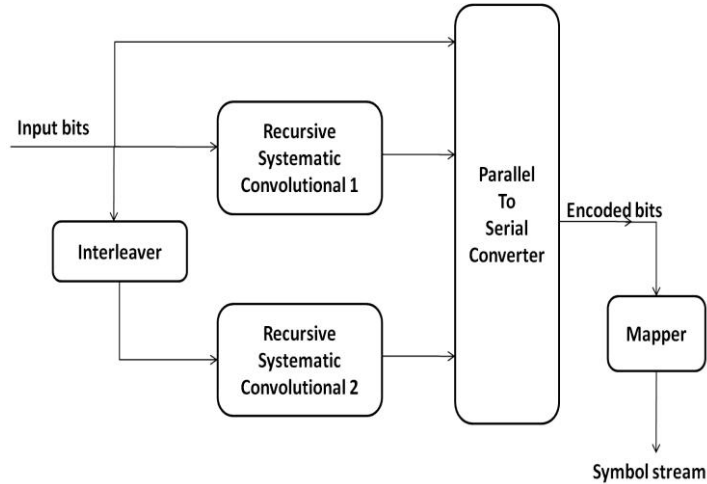 Input bits
Recursive
Systematic
Convolutional 1
Parallel
To
Serial
Converter
Encoded bits
Interleaver
Recursive
Systematic
Convolutional 2
Mapper
Symbol stream